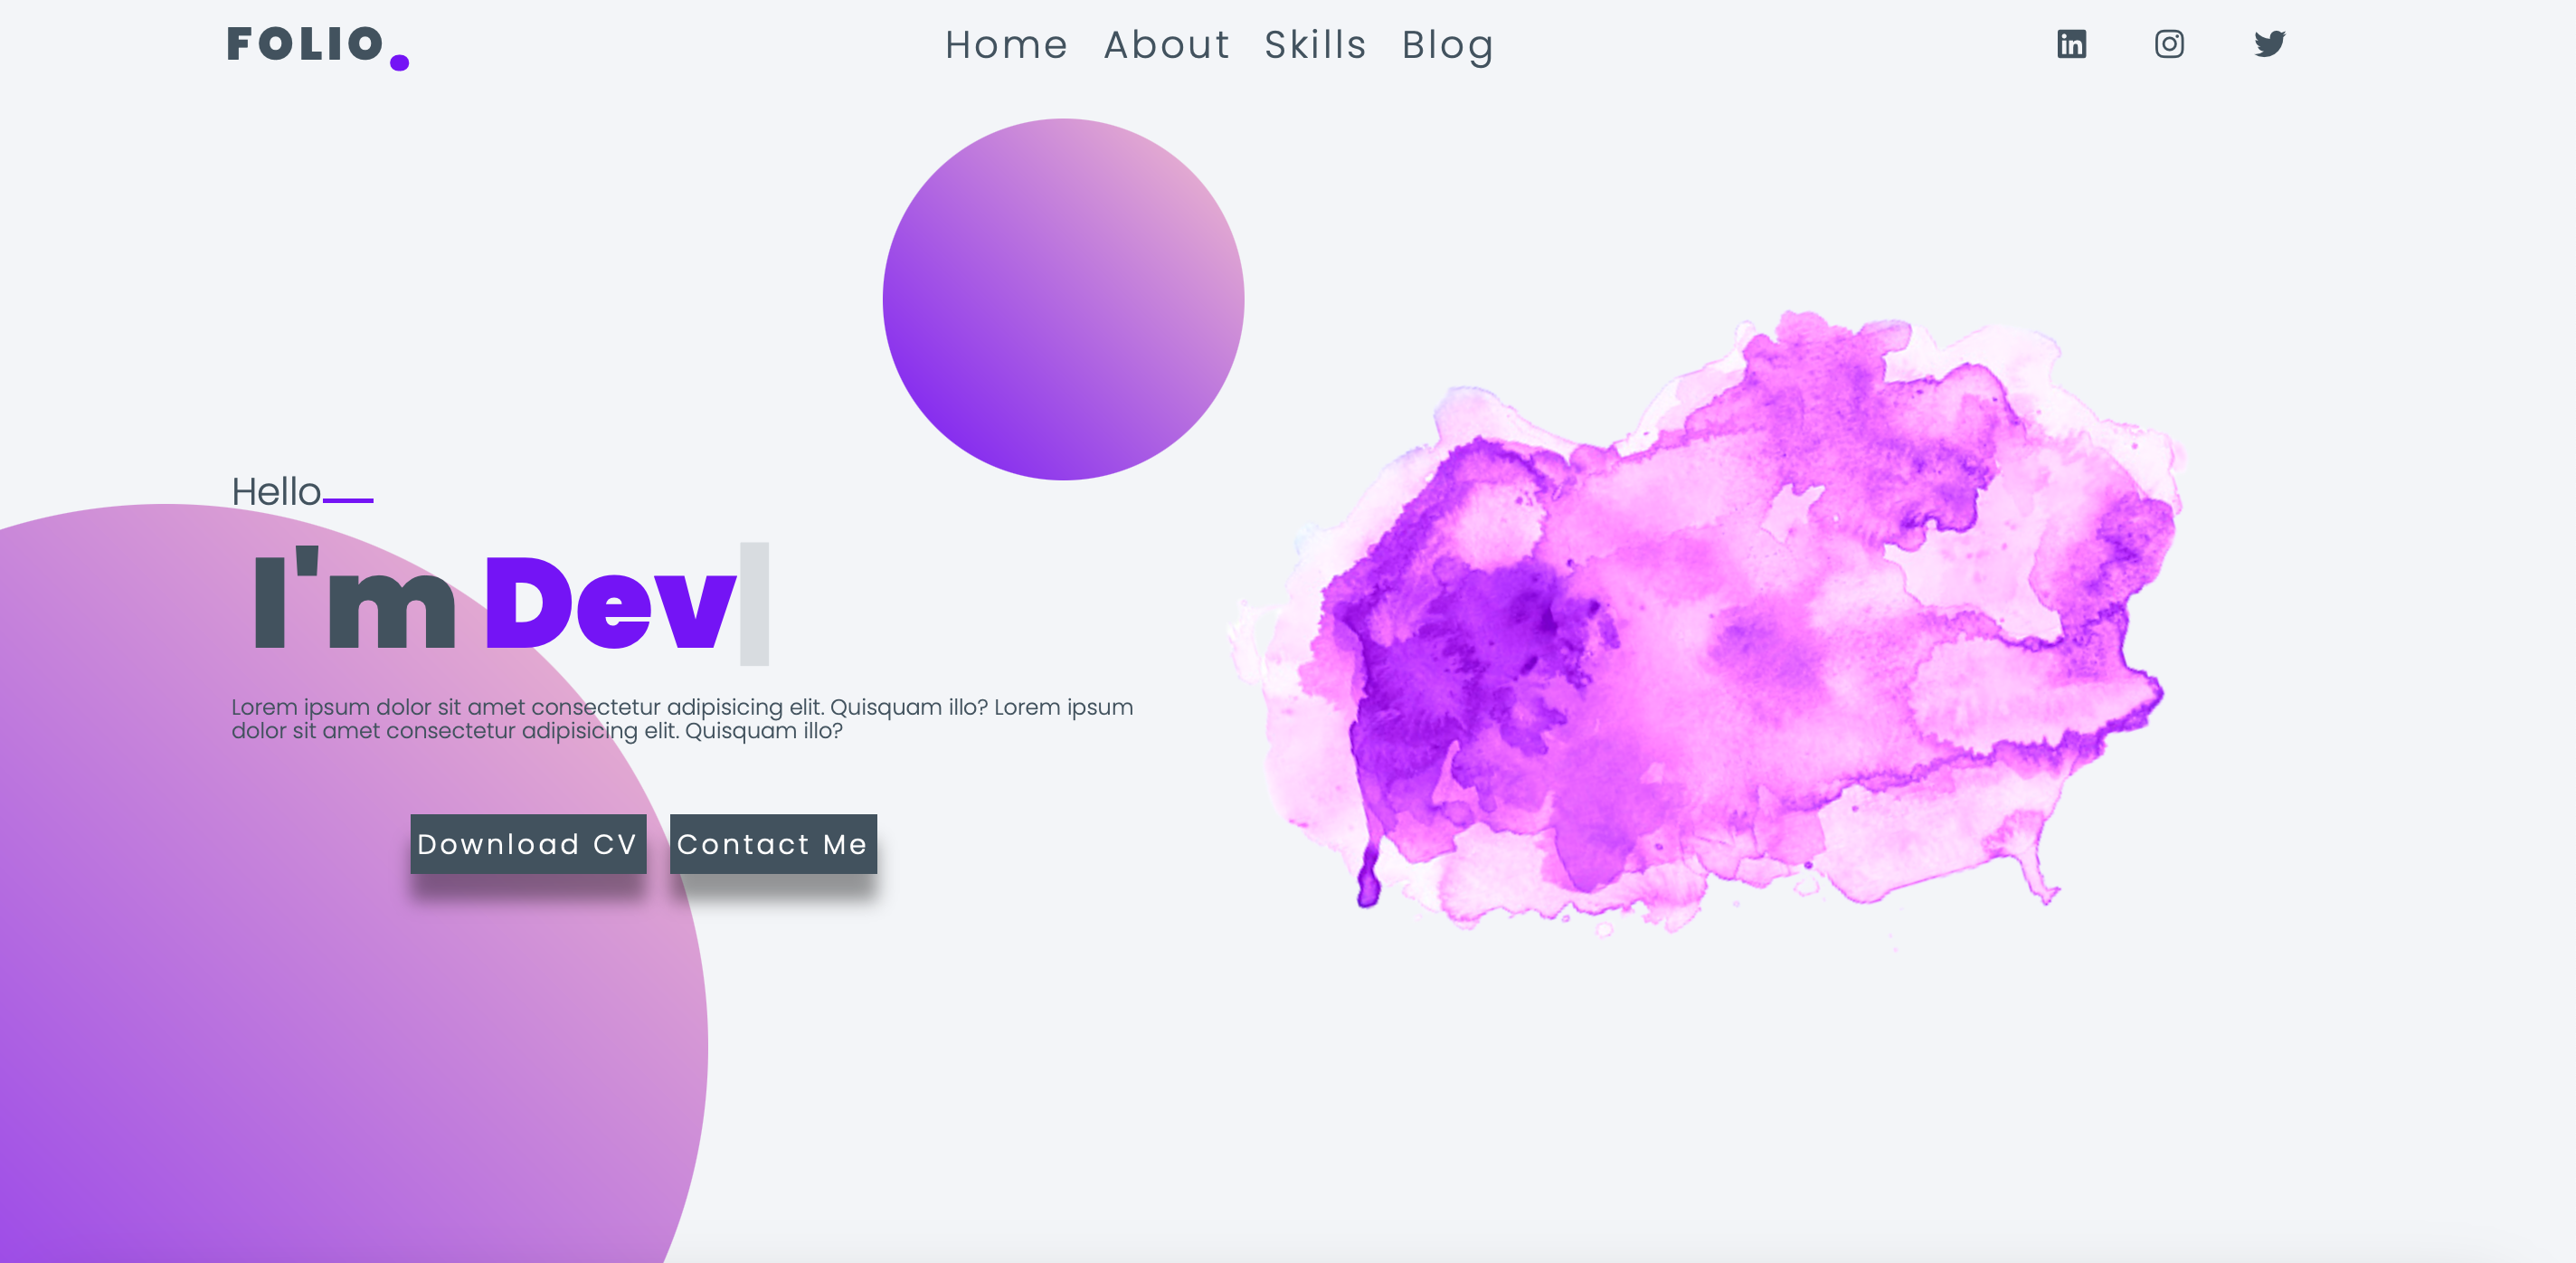 FOLIO.
Home About Skills Blog
Hello
I'm Dev
Lorem ipsum dolor sit amet consectetur adipisicing elit. Quisquam illo? Lorem ipsum
dolor sit amet consectetur adipisicing elit. Quisquam illo?
Download CV Contact Me